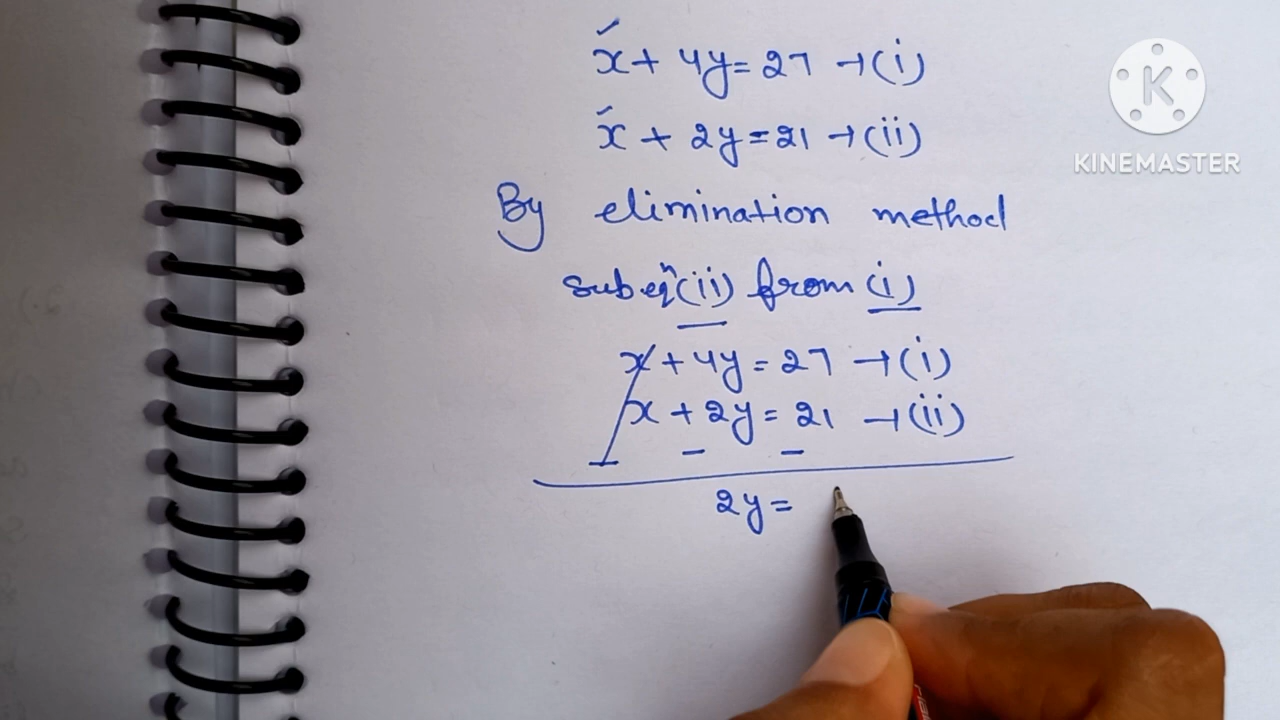 x + 4y = 27 → (i)
x + 2y = 21 → (ii)
By elimination method
sub eqⁿ (ii) from (i)
x + 4y = 27 → (i)
x + 2y = 21 → (ii)
- - -
2y =
K
KINEMASTER